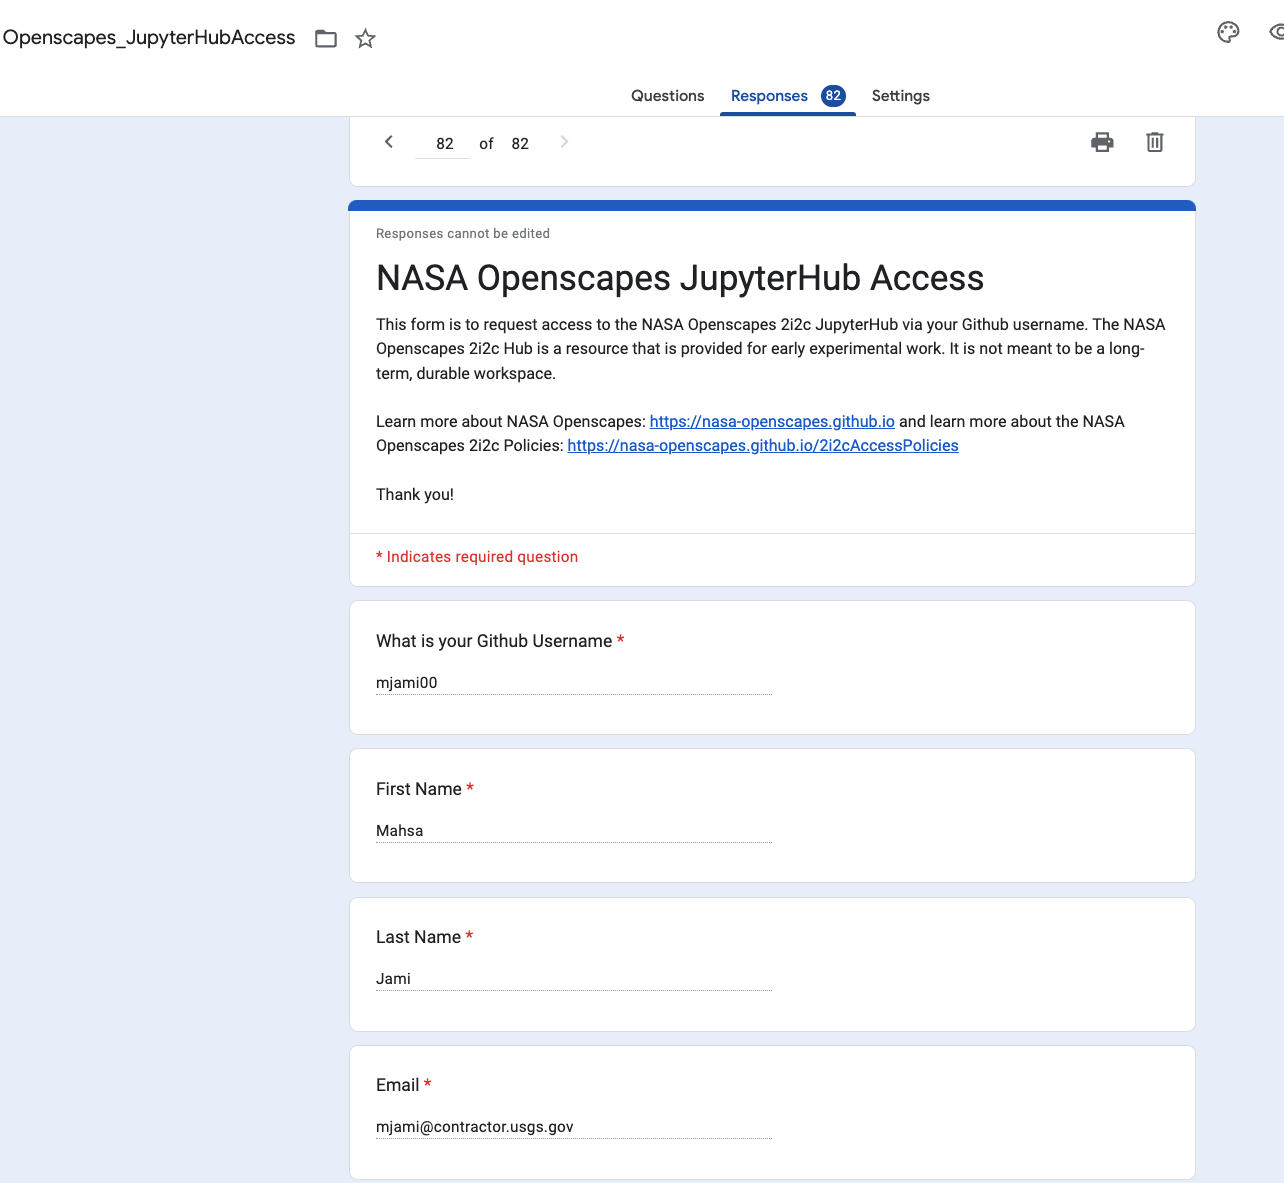 Openscapes_JupyterHubAccess
Questions Responses 82 Settings
82 of 82
Responses cannot be edited
NASA Openscapes JupyterHub Access
This form is to request access to the NASA Openscapes 2i2c JupyterHub via your Github username. The NASA
Openscapes 2i2c Hub is a resource that is provided for early experimental work. It is not meant to be a long-
term, durable workspace.
Learn more about NASA Openscapes: https://nasa-openscapes.github.io and learn more about the NASA
Openscapes 2i2c Policies: https://nasa-openscapes.github.io/2i2cAccessPolicies
Thank you!
* Indicates required question
What is your Github Username *
mjami00
First Name *
Mahsa
Last Name *
Jami
Email *
mjami@contractor.usgs.gov